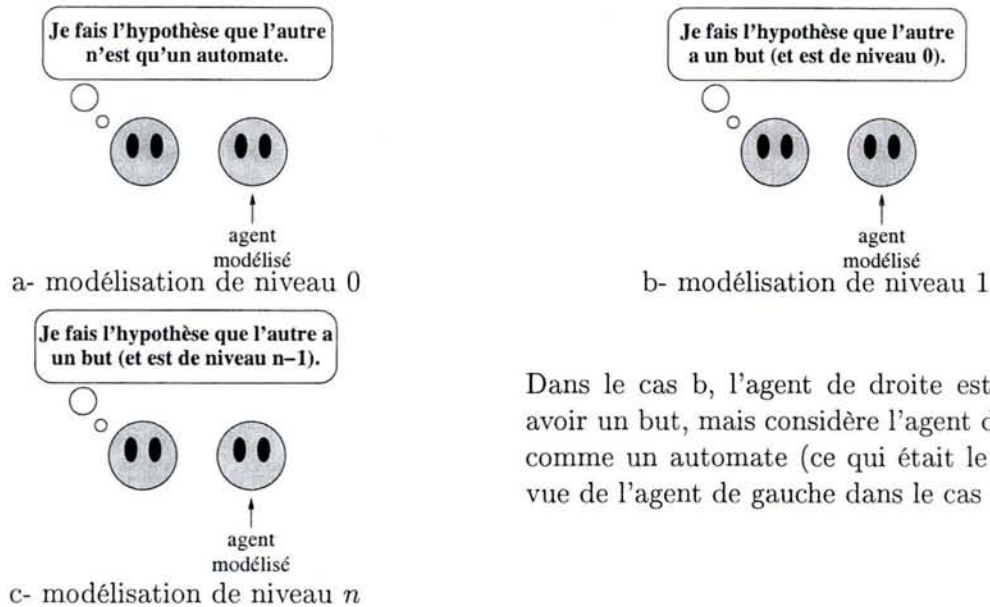 Je fais l'hypothèse que l'autre
n'est qu'un automate.
agent
modélisé
a- modélisation de niveau 0
Je fais l'hypothèse que l'autre
a un but (et est de niveau 0).
agent
modélisé
b- modélisation de niveau 1
Je fais l'hypothèse que l'autre a
un but (et est de niveau n−1).
agent
modélisé
c- modélisation de niveau n
Dans le cas b, l'agent de droite est
avoir un but, mais considère l'agent d
comme un automate (ce qui était le
vue de l'agent de gauche dans le cas